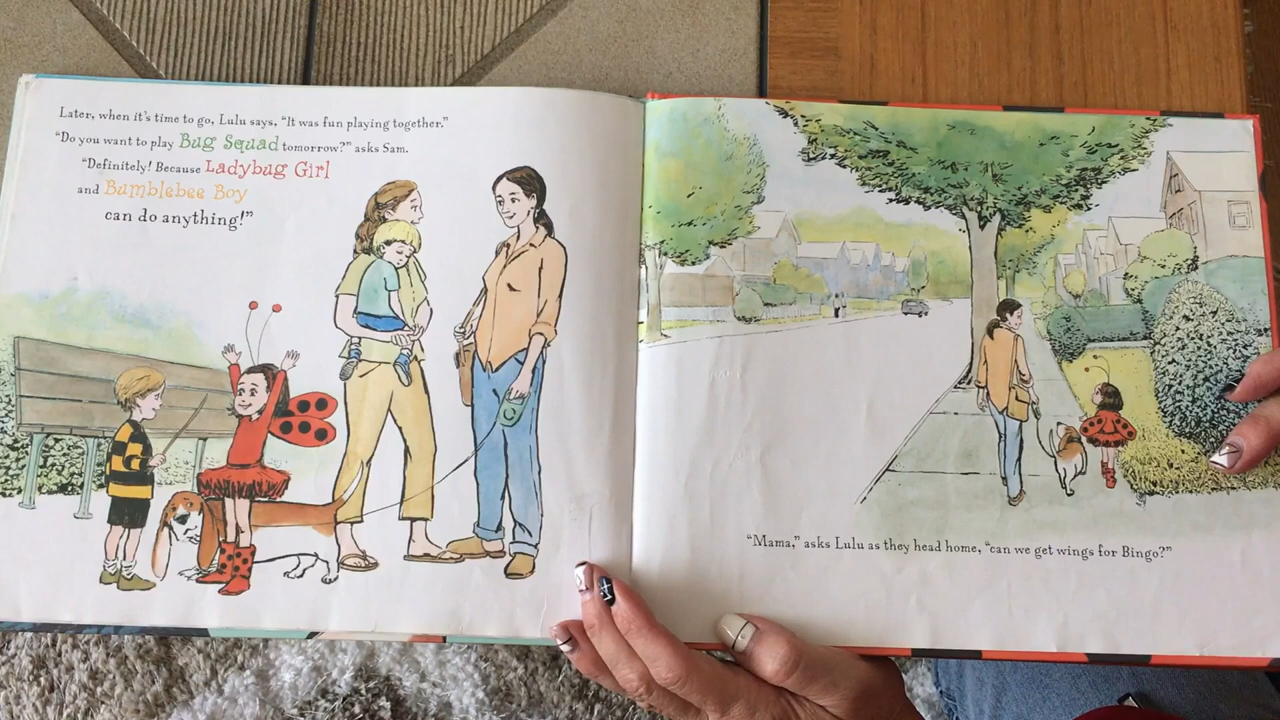 Later, when it's time to go, Lulu says, "It was fun playing together."
"Do you want to play Bug Squad tomorrow?" asks Sam.
"Definitely! Because Ladybug Girl
and Bumblebee Boy
can do anything!"
"Mama," asks Lulu as they head home, "can we get wings for Bingo?"